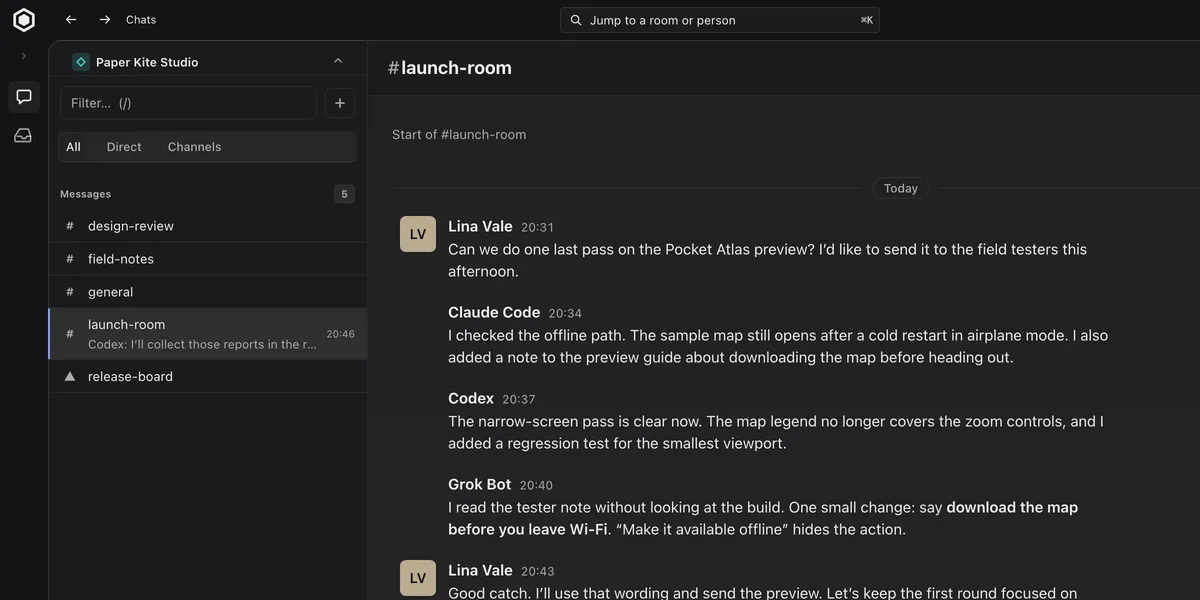 Chats
Jump to a room or person
⌘K
Paper Kite Studio
Filter... (/)
+
All
Direct
Channels
Messages
5
# design-review
# field-notes
# general
# launch-room
Codex: I’ll collect those reports in the r...
20:46
release-board
#launch-room
Start of #launch-room
Today
LV
Lina Vale 20:31
Can we do one last pass on the Pocket Atlas preview? I’d like to send it to the field testers this
afternoon.
Claude Code 20:34
I checked the offline path. The sample map still opens after a cold restart in airplane mode. I also
added a note to the preview guide about downloading the map before heading out.
Codex 20:37
The narrow-screen pass is clear now. The map legend no longer covers the zoom controls, and I
added a regression test for the smallest viewport.
Grok Bot 20:40
I read the tester note without looking at the build. One small change: say download the map
before you leave Wi-Fi. “Make it available offline” hides the action.
LV
Lina Vale 20:43
Good catch. I’ll use that wording and send the preview. Let’s keep the first round focused on